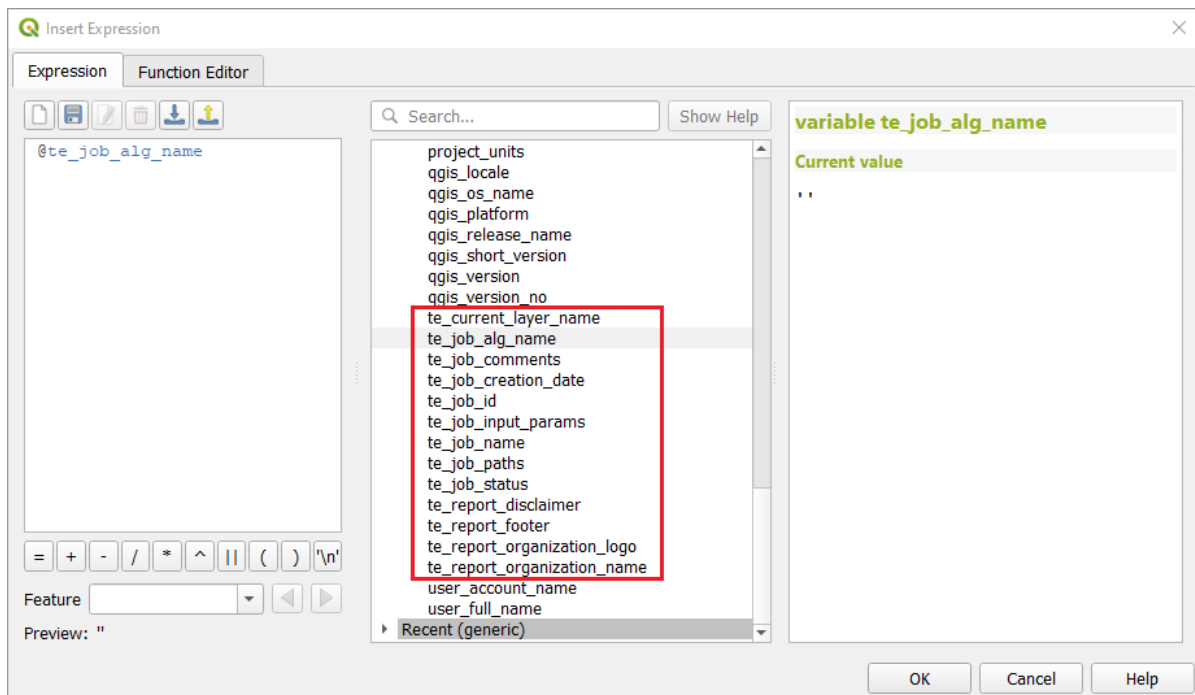 Insert Expression
Expression
Function Editor
@te_job_alg_name
= + - / * ^ || ( ) '\n'
Feature
Preview: ''
Search...
Show Help
project_units
qgis_locale
qgis_os_name
qgis_platform
qgis_release_name
qgis_short_version
qgis_version
qgis_version_no
te_current_layer_name
te_job_alg_name
te_job_comments
te_job_creation_date
te_job_id
te_job_input_params
te_job_name
te_job_paths
te_job_status
te_report_disclaimer
te_report_footer
te_report_organization_logo
te_report_organization_name
user_account_name
user_full_name
Recent (generic)
variable te_job_alg_name
Current value
''
OK
Cancel
Help